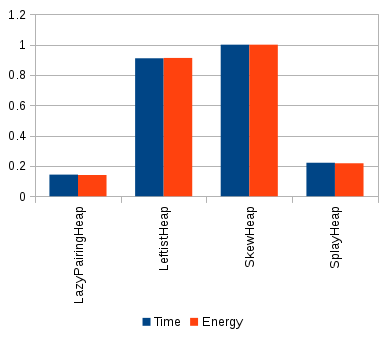 1.2
1
0.8
0.6
0.4
0.2
0
LazyPairingHeap
LeftistHeap
SkewHeap
SplayHeap
Time
Energy